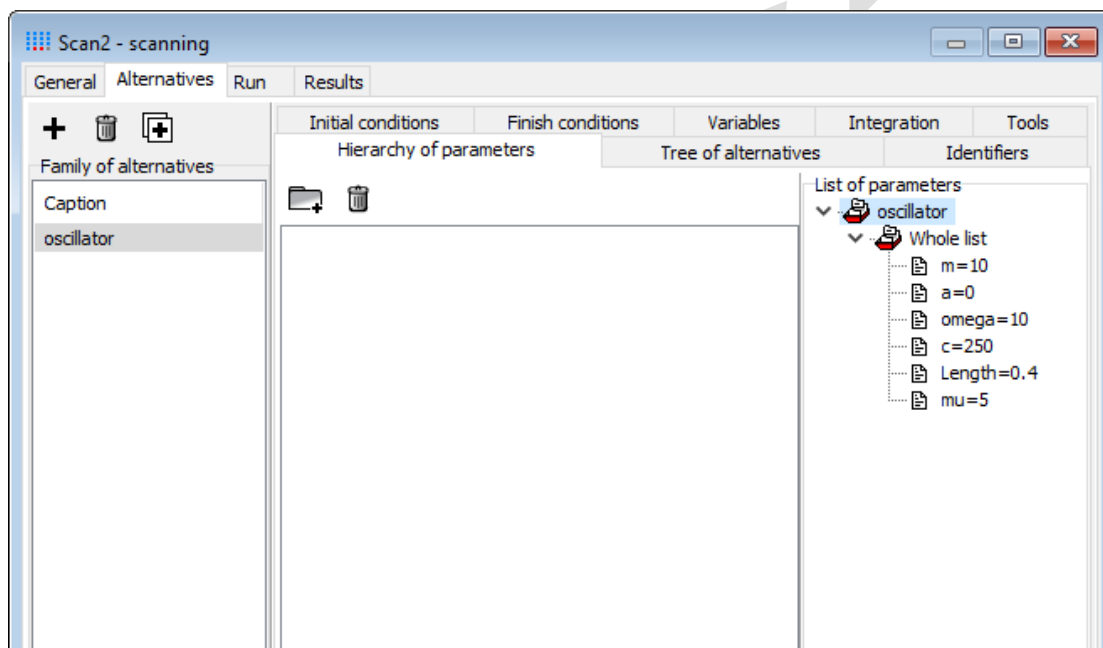 Scan2 - scanning
General Alternatives Run Results
Family of alternatives
Caption
oscillator
Initial conditions Finish conditions Variables Integration Tools
Hierarchy of parameters Tree of alternatives Identifiers
List of parameters
oscillator
Whole list
m=10
a=0
omega=10
c=250
Length=0.4
mu=5